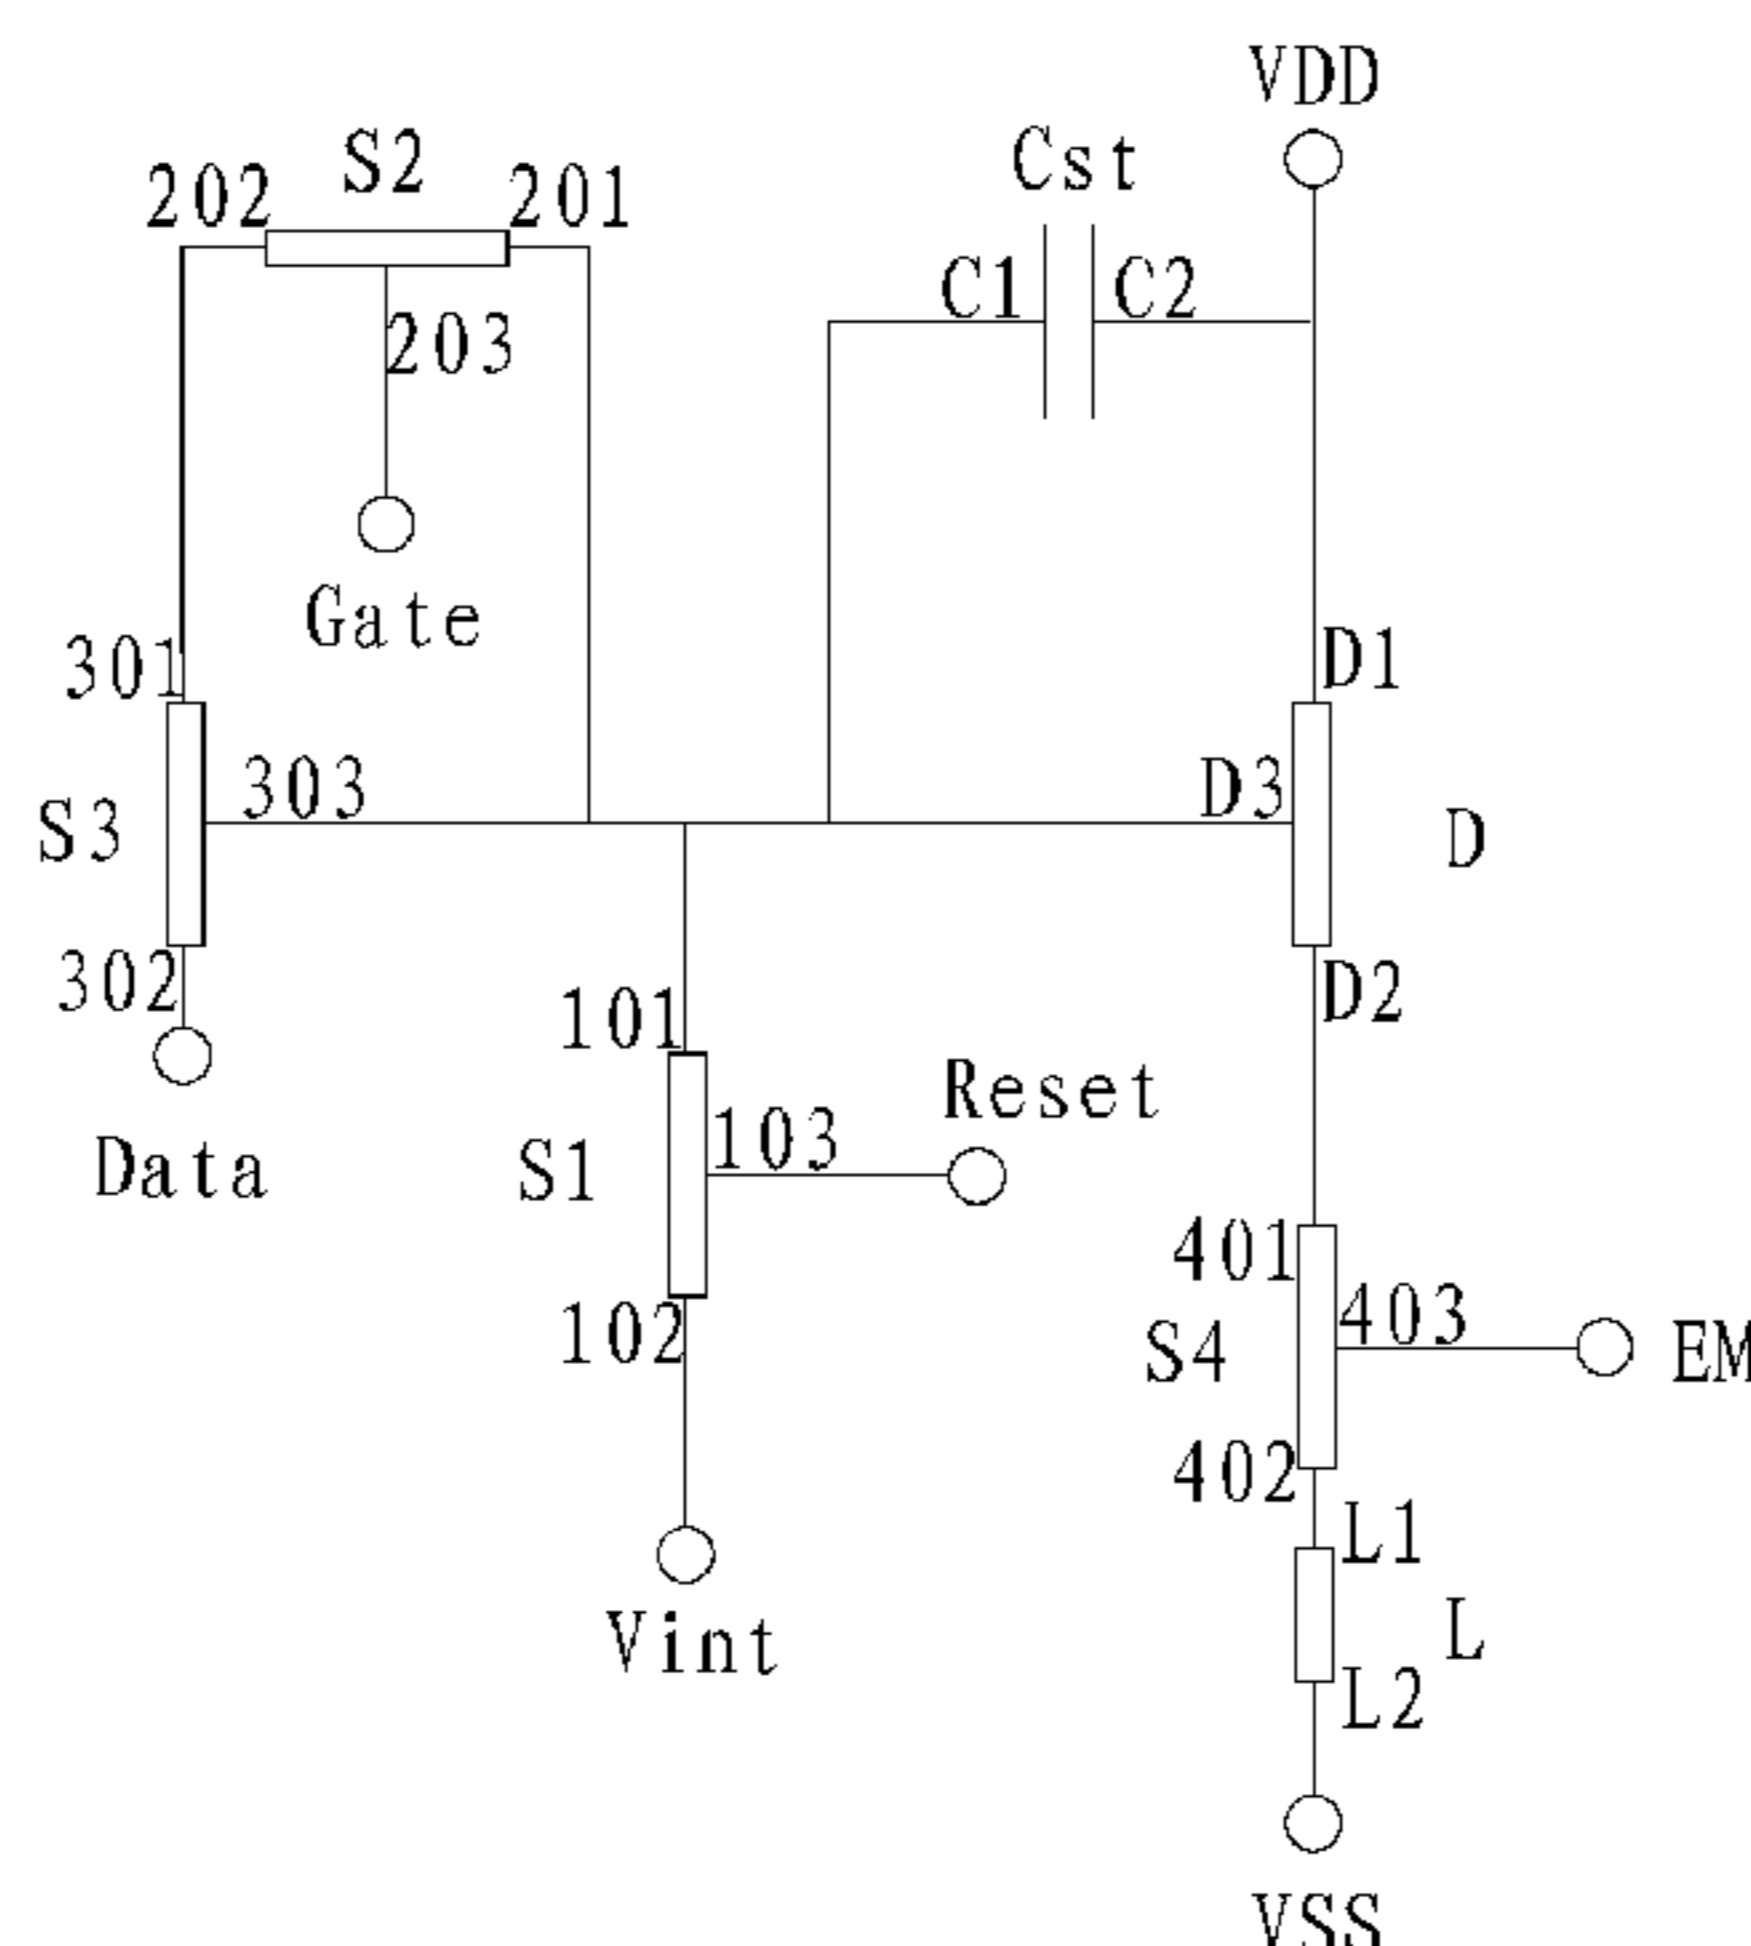 VDD
S2
Cst
202
201
C1
C2
203
Gate
301
D1
303
D3
S3
D
302
D2
101
Reset
103
Data
S1
401
403
102
S4
EM
402
L1
Vint
L
L2
VSS